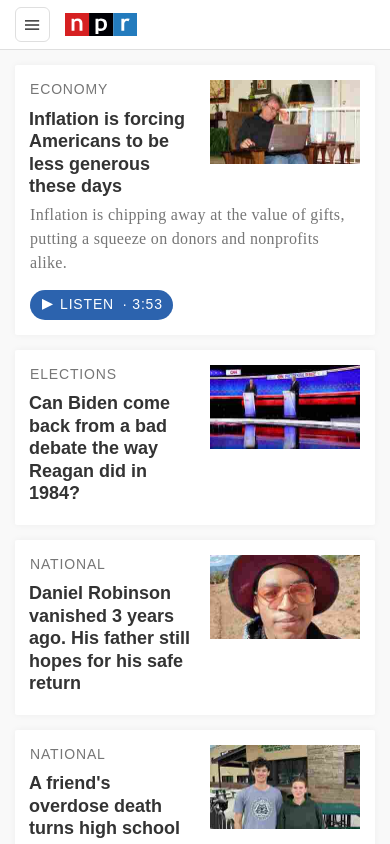 npr
ECONOMY
Inflation is forcing
Americans to be
less generous
these days
Inflation is chipping away at the value of gifts,
putting a squeeze on donors and nonprofits
alike.
LISTEN · 3:53
ELECTIONS
Can Biden come
back from a bad
debate the way
Reagan did in
1984?
NATIONAL
Daniel Robinson
vanished 3 years
ago. His father still
hopes for his safe
return
NATIONAL
A friend's
overdose death
turns high school